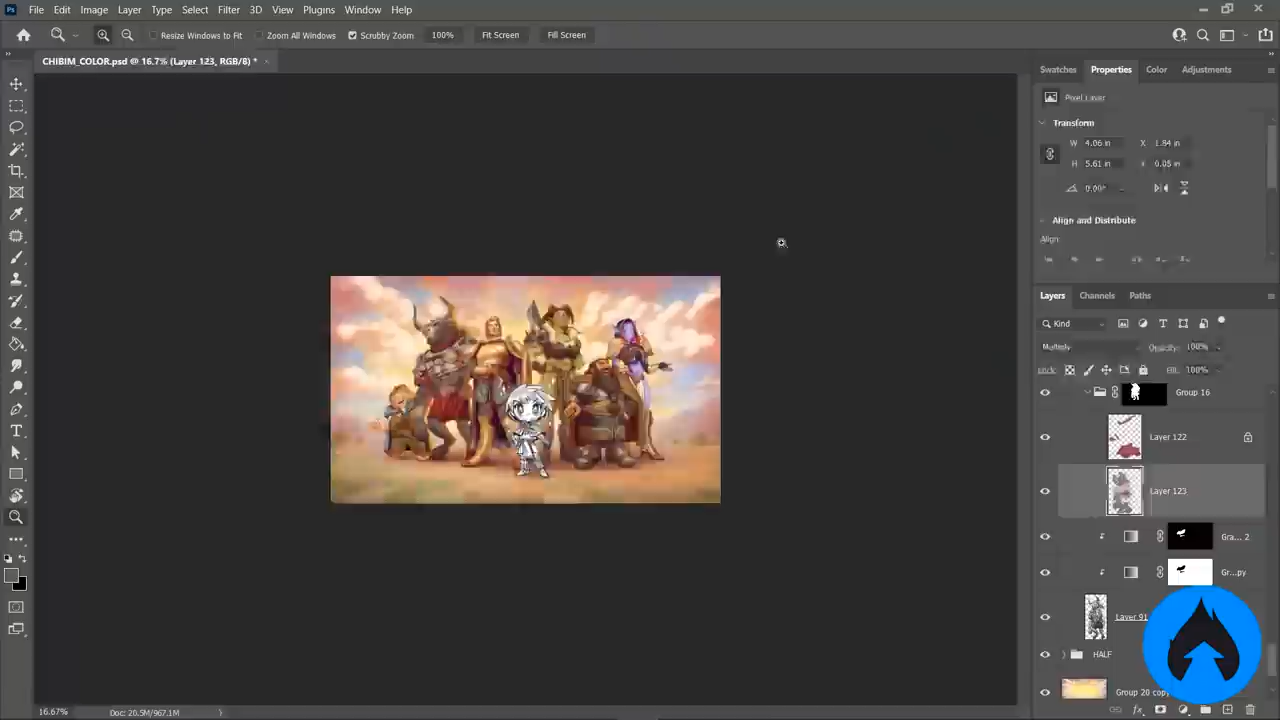 Ps File Edit Image Layer Type Select Filter 3D View Plugins Window Help
Resize Windows to Fit Zoom All Windows Scrubby Zoom 100% Fit Screen Fill Screen
CHIBIM_COLOR.psd @ 16.7% (Layer 123, RGB/8) *
Swatches Properties Color Adjustments
Pixel Layer
Transform
W 4.06 in X 1.84 in
H 5.61 in Y 0.05 in
0.00°
Align and Distribute
Align:
Layers Channels Paths
Kind
Multiply Opacity: 100%
Lock: Fill: 100%
Group 16
Layer 122
Layer 123
Gra... 2
Gr...py
Layer 91
HALF
Group 20 copy
16.67% Doc: 20.5M/967.1M